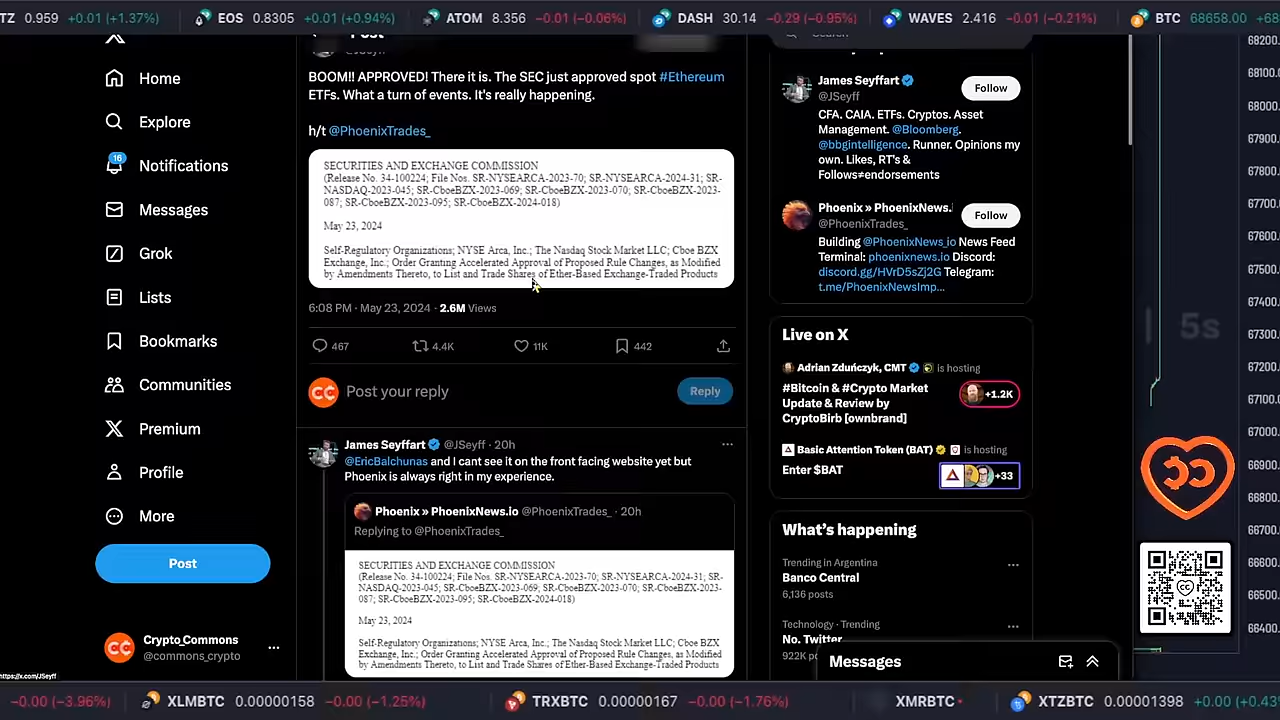 TZ 0.959 +0.01 (+1.37%) EOS 0.8305 +0.01 (+0.94%) ATOM 8.356 −0.01 (−0.06%) DASH 30.14 −0.29 (−0.95%) WAVES 2.416 −0.01 (−0.21%) BTC 68658.00 +68
Post
Home
Explore
16
Notifications
Messages
Grok
Lists
Bookmarks
Communities
Premium
Profile
More
Post
Crypto Commons
@commons_crypto
https://x.com/JSeyff
BOOM!! APPROVED! There it is. The SEC just approved spot #Ethereum
ETFs. What a turn of events. It's really happening.
h/t @PhoenixTrades_
SECURITIES AND EXCHANGE COMMISSION
(Release No. 34-100224; File Nos. SR-NYSEARCA-2023-70; SR-NYSEARCA-2024-31; SR-
NASDAQ-2023-045; SR-CboeBZX-2023-069; SR-CboeBZX-2023-070; SR-CboeBZX-2023-
087; SR-CboeBZX-2023-095; SR-CboeBZX-2024-018)
May 23, 2024
Self-Regulatory Organizations; NYSE Arca, Inc.; The Nasdaq Stock Market LLC; Cboe BZX
Exchange, Inc.; Order Granting Accelerated Approval of Proposed Rule Changes, as Modified
by Amendments Thereto, to List and Trade Shares of Ether-Based Exchange-Traded Products
6:08 PM · May 23, 2024 · 2.6M Views
467 4.4K 11K 442
Post your reply
Reply
James Seyffart @JSeyff · 20h
@EricBalchunas and I cant see it on the front facing website yet but
Phoenix is always right in my experience.
Phoenix » PhoenixNews.io @PhoenixTrades_ · 20h
Replying to @PhoenixTrades_
SECURITIES AND EXCHANGE COMMISSION
(Release No. 34-100224; File Nos. SR-NYSEARCA-2023-70; SR-NYSEARCA-2024-31; SR-
NASDAQ-2023-045; SR-CboeBZX-2023-069; SR-CboeBZX-2023-070; SR-CboeBZX-2023-
087; SR-CboeBZX-2023-095; SR-CboeBZX-2024-018)
May 23, 2024
Self-Regulatory Organizations; NYSE Arca, Inc.; The Nasdaq Stock Market LLC; Cboe BZX
Exchange, Inc.; Order Granting Accelerated Approval of Proposed Rule Changes, as Modified
by Amendments Thereto, to List and Trade Shares of Ether-Based Exchange-Traded Products
Search
James Seyffart
@JSeyff
Follow
CFA. CAIA. ETFs. Cryptos. Asset
Management. @Bloomberg.
@bbgintelligence. Runner. Opinions my
own. Likes, RT's &
Follows≠endorsements
Phoenix » PhoenixNews.
@PhoenixTrades_
Follow
Building @PhoenixNews_io News Feed
Terminal: phoenixnews.io Discord:
discord.gg/HVrD5sZj2G Telegram:
t.me/PhoenixNewsImp...
Live on X
Adrian Zduńczyk, CMT is hosting
#Bitcoin & #Crypto Market
Update & Review by
CryptoBirb [ownbrand]
+1.2K
Basic Attention Token (BAT) is hosting
Enter $BAT
+33
What's happening
Trending in Argentina
Banco Central
6,136 posts
Technology · Trending
No. Twitter
922K
Messages
5s
68200.
68100.
68000.
67900.
67800.
67700.
67600.
67500.
67400.
67300.
67200.
67100.
67000.
66900.
66800.
66700.
66600.
66500.
66400.
−0.00 (−3.96%) XLMBTC 0.00000158 −0.00 (−1.25%) TRXBTC 0.00000167 −0.00 (−1.76%) XMRBTC XTZBTC 0.00001398 +0.00 (+0.43